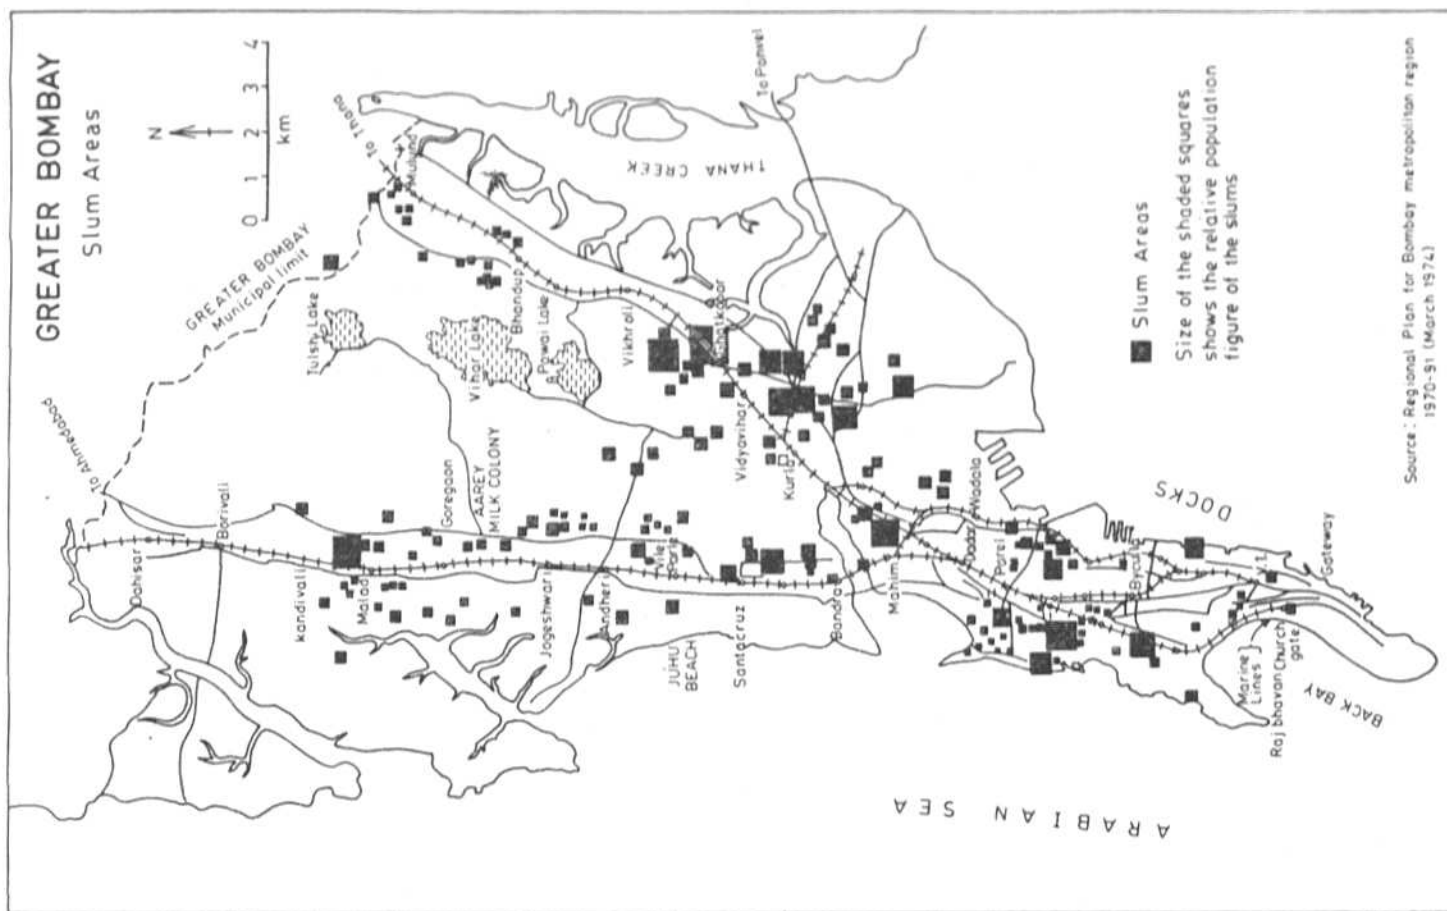 GREATER BOMBAY
Slum Areas
N
0 1 2 3 4
km
To Ahmedabad
GREATER BOMBAY
Municipal limit
To Thana
Mulund
Dahisar
Borivali
Tulshy Lake
Vihar Lake
Bhandup
Powai Lake
THANA CREEK
To Panvel
kandivali
Malad
Goregaon
AAREY
MILK COLONY
Vikhroli
Ghatkopar
Jogeshwari
Andheri
Vile
Parle
Vidyavihar
Kurla
JUHU
BEACH
Santacruz
Bandra
Mahim
Dadar
Wadala
Parel
DOCKS
Byculla
V.T.
Gateway
Marine
Lines
Rajbhavan
Church
gate
BACK BAY
ARABIAN SEA
Slum Areas
Size of the shaded squares
shows the relative population
figure of the slums
Source: Regional Plan for Bombay metropolitan region
1970-91 (March 1974)